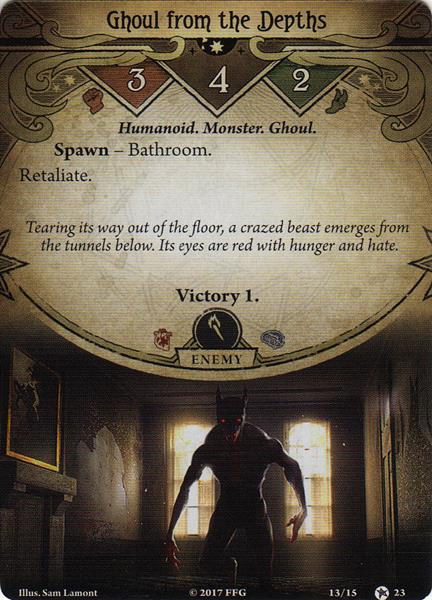 Ghoul from the Depths
3 4 2
Humanoid. Monster. Ghoul.
Spawn – Bathroom.
Retaliate.
Tearing its way out of the floor, a crazed beast emerges from
the tunnels below. Its eyes are red with hunger and hate.
Victory 1.
ENEMY
Illus. Sam Lamont © 2017 FFG 13/15 23